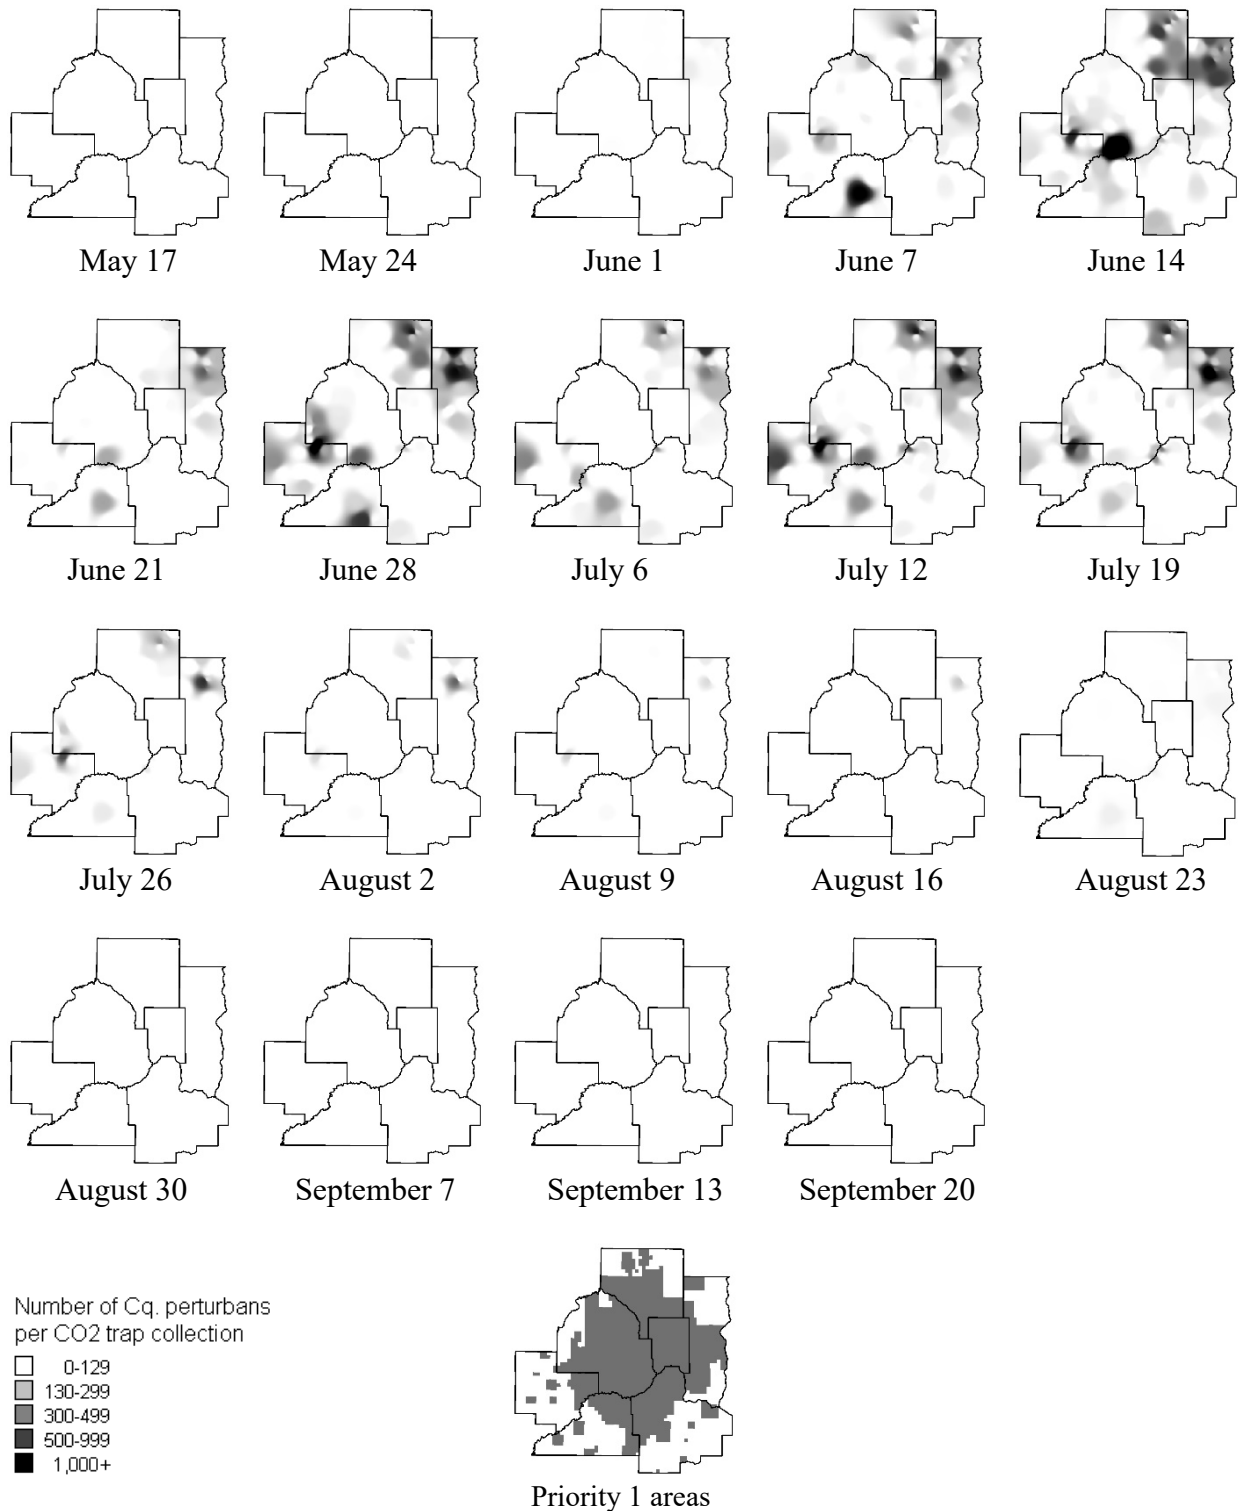 May 17
May 24
June 1
June 7
June 14
June 21
June 28
July 6
July 12
July 19
July 26
August 2
August 9
August 16
August 23
August 30
September 7
September 13
September 20
Number of Cq. perturbans
per CO2 trap collection
0-129
130-299
300-499
500-999
1,000+
Priority 1 areas